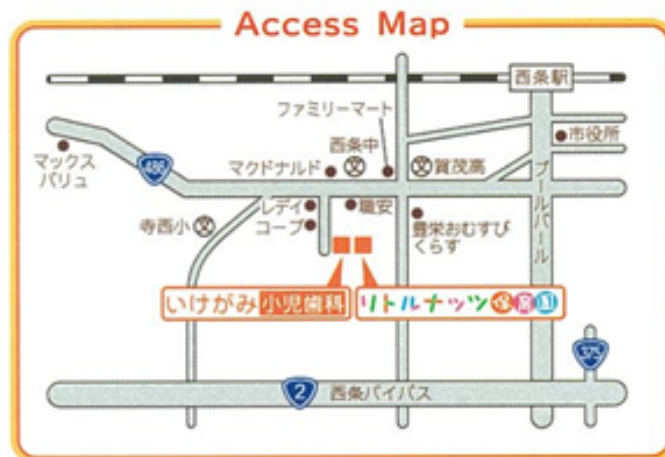 Access Map
西条駅
ファミリーマート
西条中
市役所
マックス
バリュ
486
マクドナルド
文
文
賀茂高
ブールバール
寺西小
文
レディ
コープ
職安
豊栄おむすび
くらす
いけがみ小児歯科
リトルナッツ保育園
375
2
西条バイパス